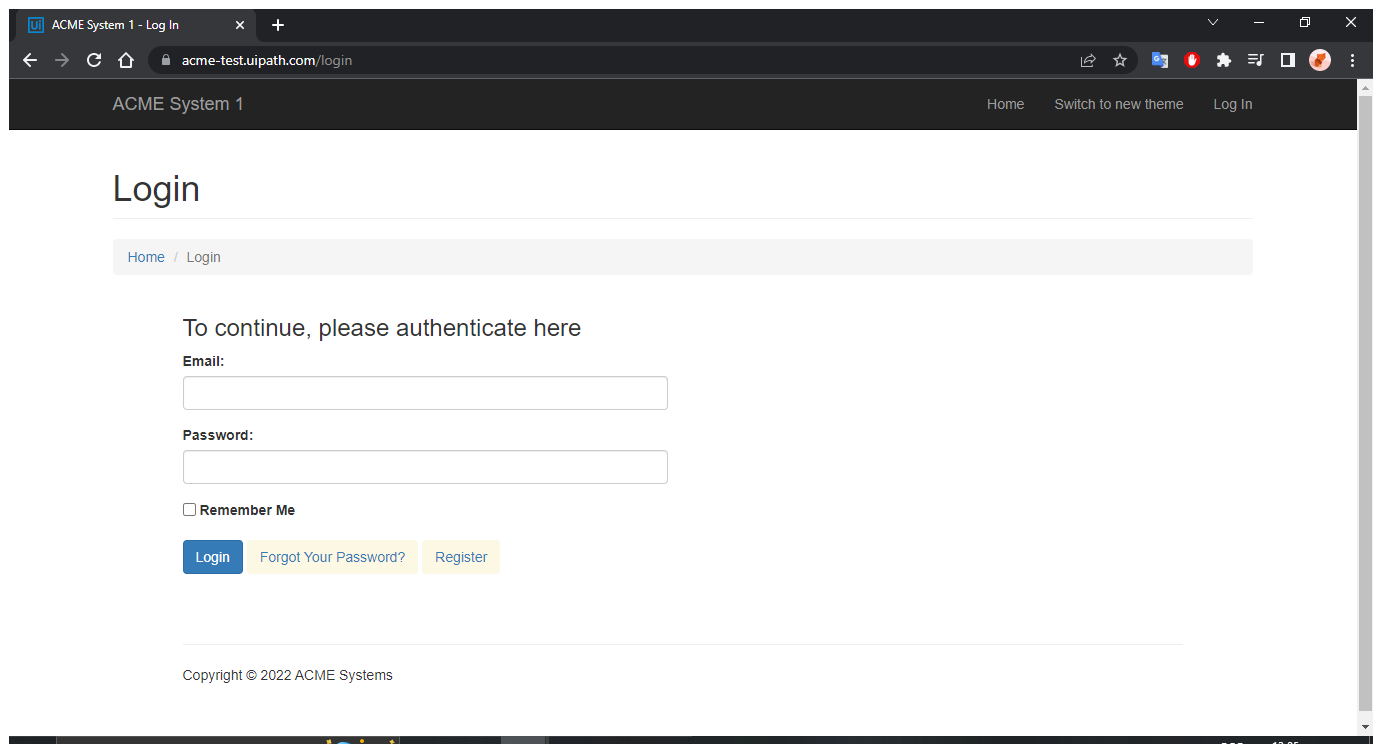 ACME System 1 - Log In
acme-test.uipath.com/login
ACME System 1 Home Switch to new theme Log In
Login
Home / Login
To continue, please authenticate here
Email:
Password:
Remember Me
Login Forgot Your Password? Register
Copyright © 2022 ACME Systems